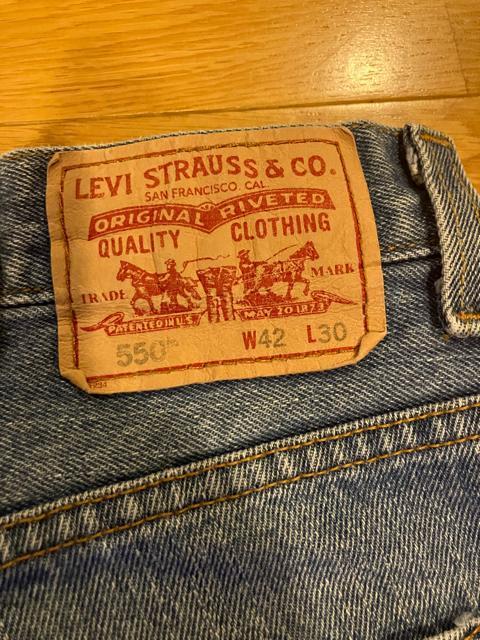 LEVI STRAUSS & CO.
SAN FRANCISCO. CAL.
ORIGINAL RIVETED
QUALITY CLOTHING
TRADE MARK
PATENTED IN U.S. MAY 20 1873
550™ W42 L30